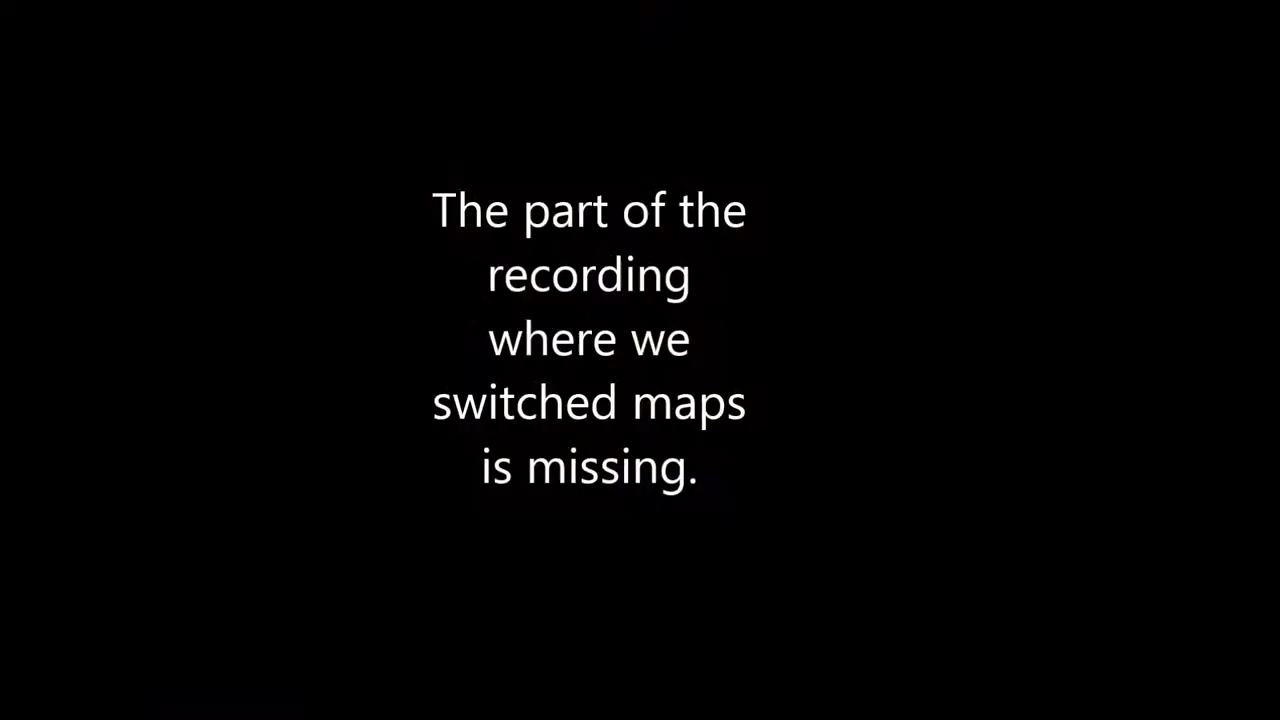 The part of the
recording
where we
switched maps
is missing.